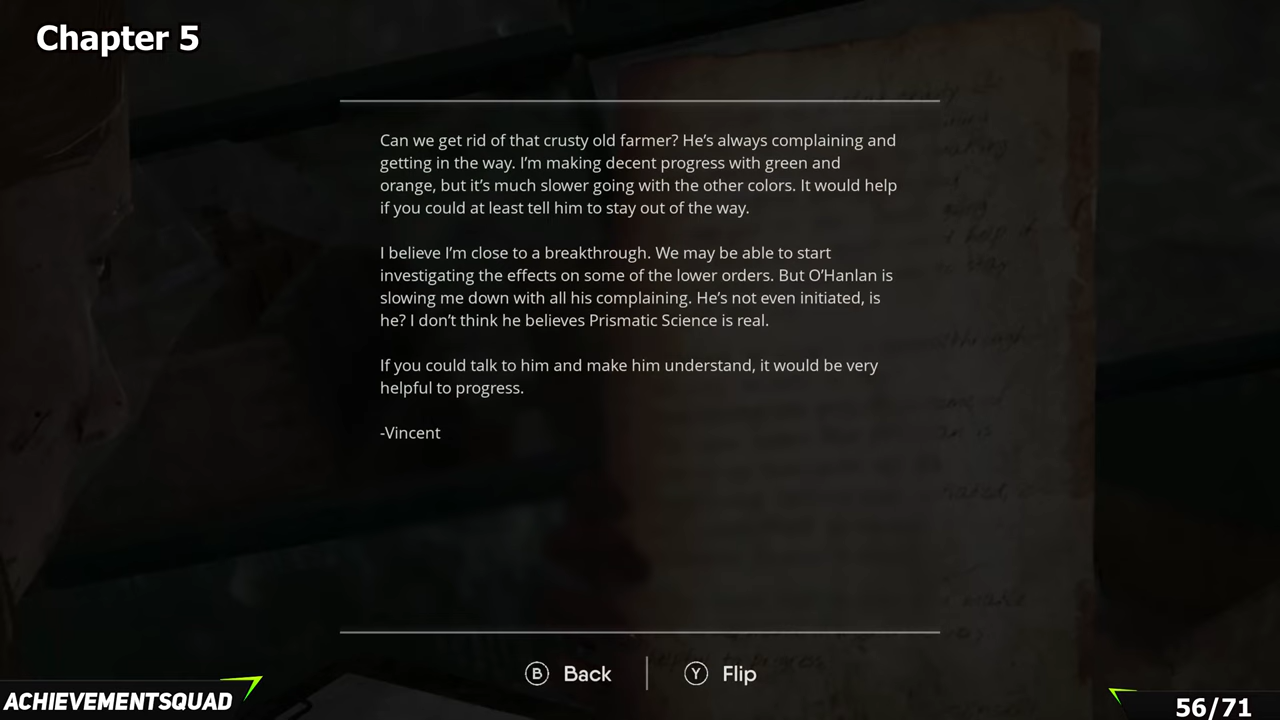 Chapter 5
Can we get rid of that crusty old farmer? He's always complaining and
getting in the way. I'm making decent progress with green and
orange, but it's much slower going with the other colors. It would help
if you could at least tell him to stay out of the way.
I believe I'm close to a breakthrough. We may be able to start
investigating the effects on some of the lower orders. But O'Hanlan is
slowing me down with all his complaining. He's not even initiated, is
he? I don't think he believes Prismatic Science is real.
If you could talk to him and make him understand, it would be very
helpful to progress.
-Vincent
B Back Y Flip
ACHIEVEMENTSQUAD
56/71